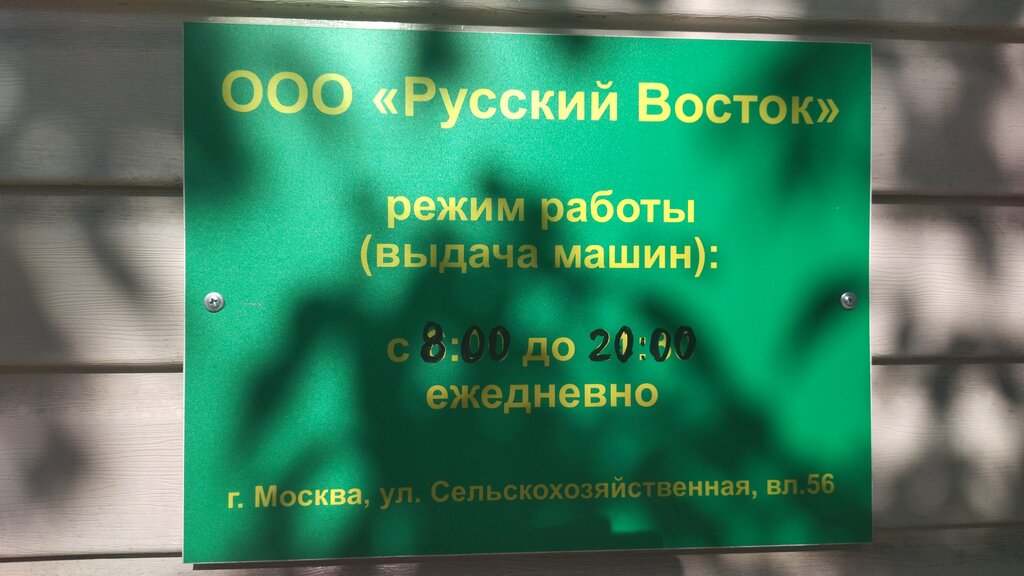 ООО «Русский Восток»
режим работы
(выдача машин):
с 8:00 до 20:00
ежедневно
г. Москва, ул. Сельскохозяйственная, вл.56